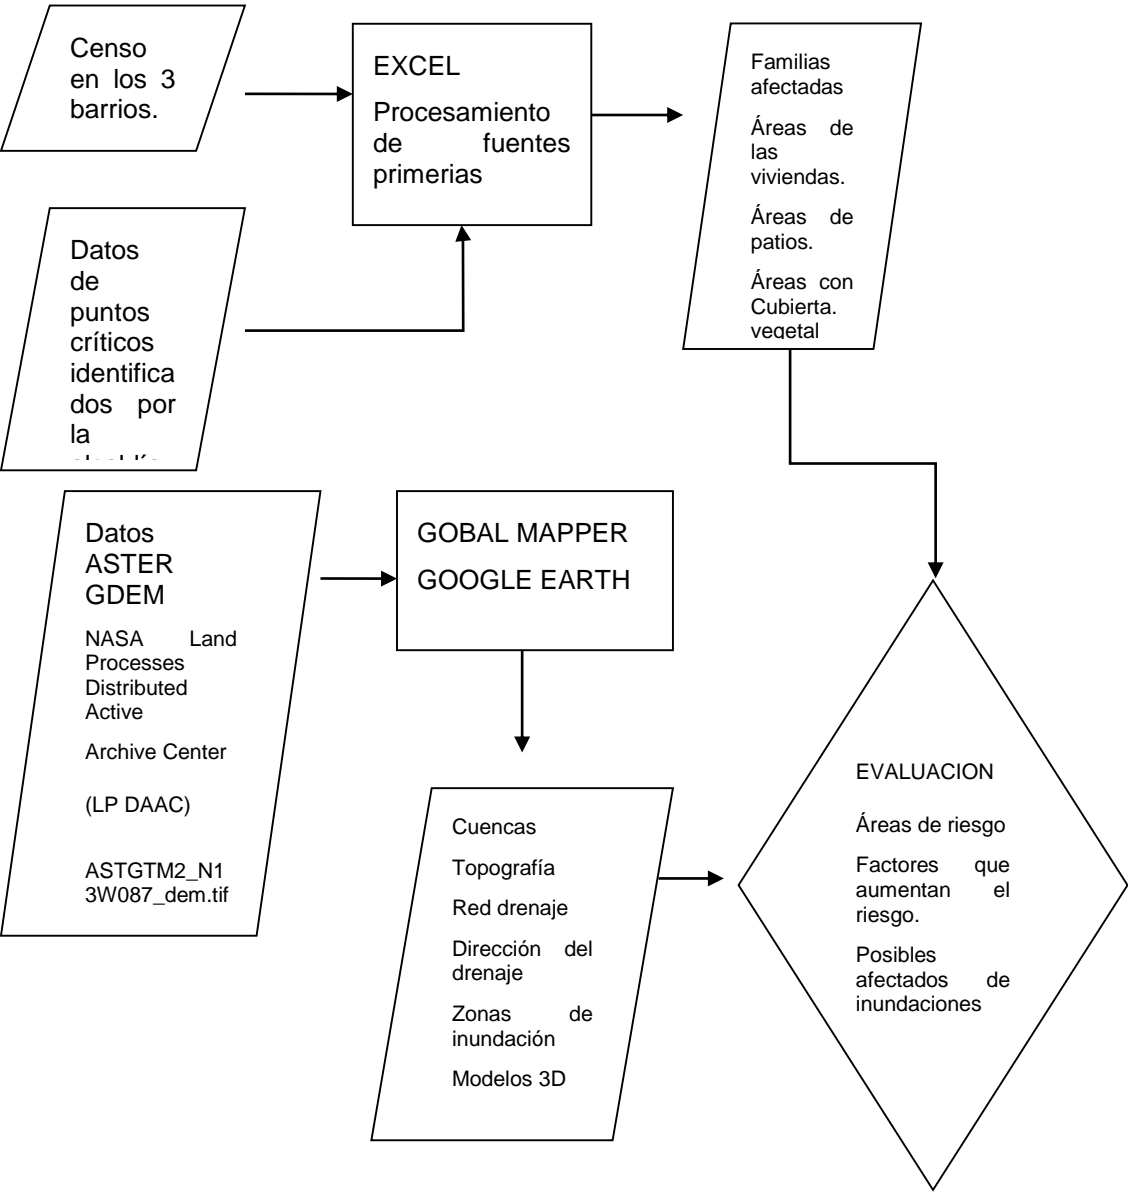 Censo
en los 3
barrios.
EXCEL
Procesamiento
de fuentes
primerias
Familias
afectadas
Áreas de
las
viviendas.
Áreas de
patios.
Áreas con
Cubierta.
vegetal
Datos
de
puntos
críticos
identifica
dos por
la
Datos
ASTER
GDEM
NASA Land
Processes
Distributed
Active
Archive Center
(LP DAAC)
ASTGTM2_N1
3W087_dem.tif
GOBAL MAPPER
GOOGLE EARTH
Cuencas
Topografía
Red drenaje
Dirección del
drenaje
Zonas de
inundación
Modelos 3D
EVALUACION
Áreas de riesgo
Factores que
aumentan el
riesgo.
Posibles
afectados de
inundaciones